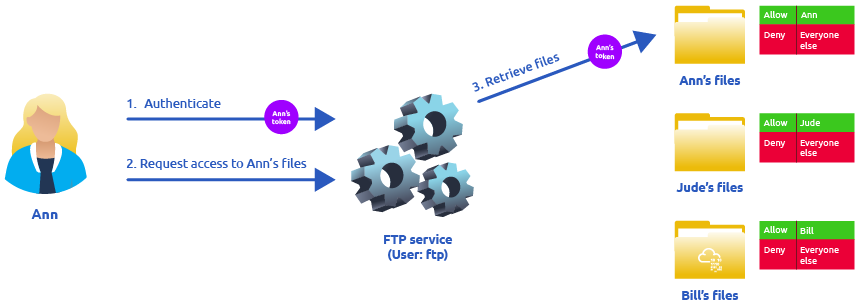 1. Authenticate
Ann's
token
2. Request access to Ann's files
Ann
FTP service
(User: ftp)
3. Retrieve files
Ann's
token
Allow Ann
Deny Everyone
else
Ann's files
Allow Jude
Deny Everyone
else
Jude's files
Allow Bill
Deny Everyone
else
Bill's files